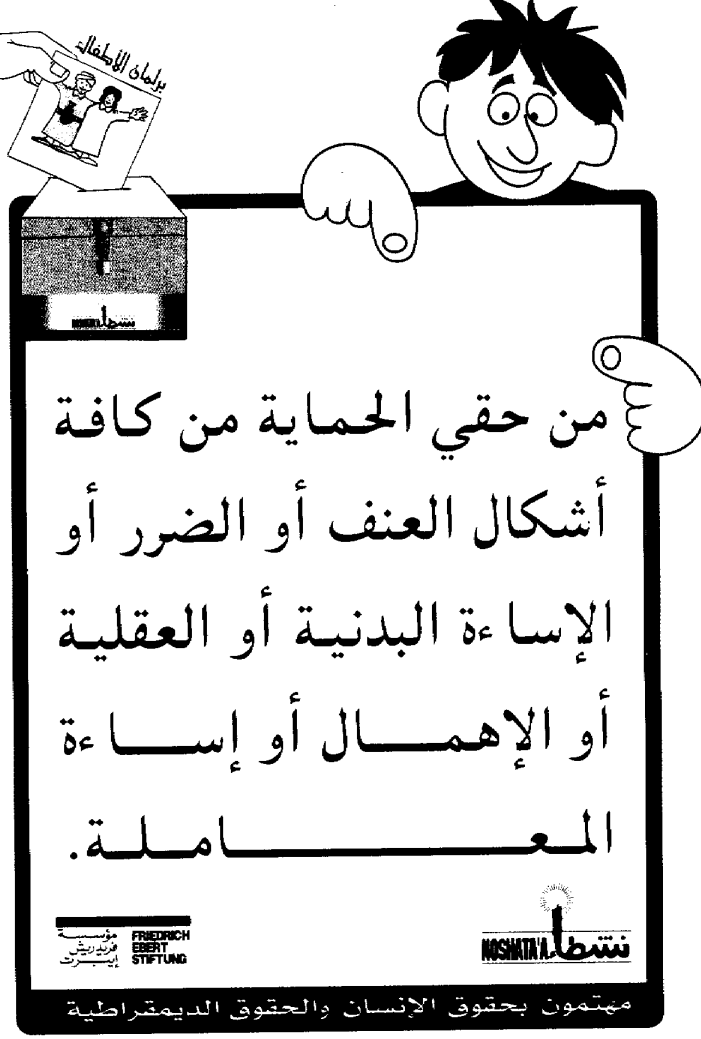 برلمان الأطفال
نشطاء
من حقي الحماية من كافة
أشكال العنف أو الضرر أو
الإساءة البدنية أو العقلية
أو الإهمال أو إساءة
المعاملة.
مؤسسة
فريدريش
إيبرت
FRIEDRICH
EBERT
STIFTUNG
NOSHATA'A نشطاء
مهتمون بحقوق الإنسان والحقوق الديمقراطية